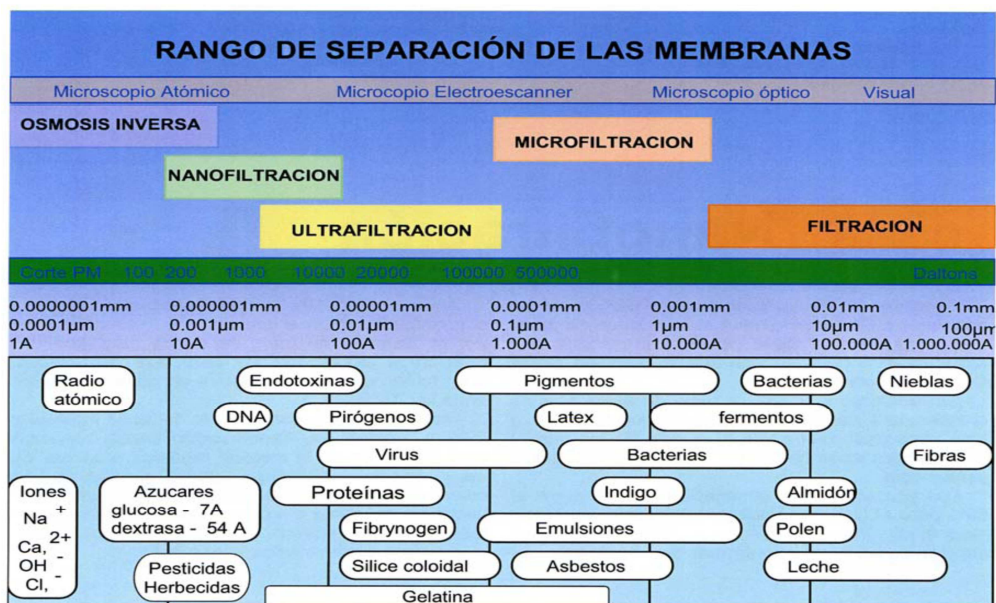 RANGO DE SEPARACIÓN DE LAS MEMBRANAS
Microscopio Atómico Microcopio Electroescanner Microscopio óptico Visual
OSMOSIS INVERSA
MICROFILTRACION
NANOFILTRACION
ULTRAFILTRACION
FILTRACION
Corte PM 100 200 1000 10000 20000 100000 500000 Daltons
0.0000001mm 0.000001mm 0.00001mm 0.0001mm 0.001mm 0.01mm 0.1mm
0.0001µm 0.001µm 0.01µm 0.1µm 1µm 10µm 100µm
1A 10A 100A 1.000A 10.000A 100.000A 1.000.000A
Radio
atómico
Endotoxinas
Pigmentos
Bacterias
Nieblas
DNA
Pirógenos
Latex
fermentos
Virus
Bacterias
Fibras
Iones
Na +
Ca, 2+
OH -
Cl, -
Azucares
glucosa - 7A
dextrasa - 54 A
Proteínas
Indigo
Almidón
Fibrynogen
Emulsiones
Polen
Pesticidas
Herbecidas
Silice coloidal
Asbestos
Leche
Gelatina